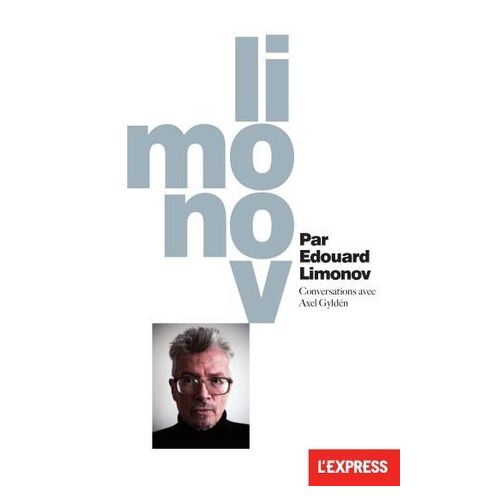 li
mo
no
v
Par
Edouard
Limonov
Conversations avec
Axel Gyldén
L'EXPRESS